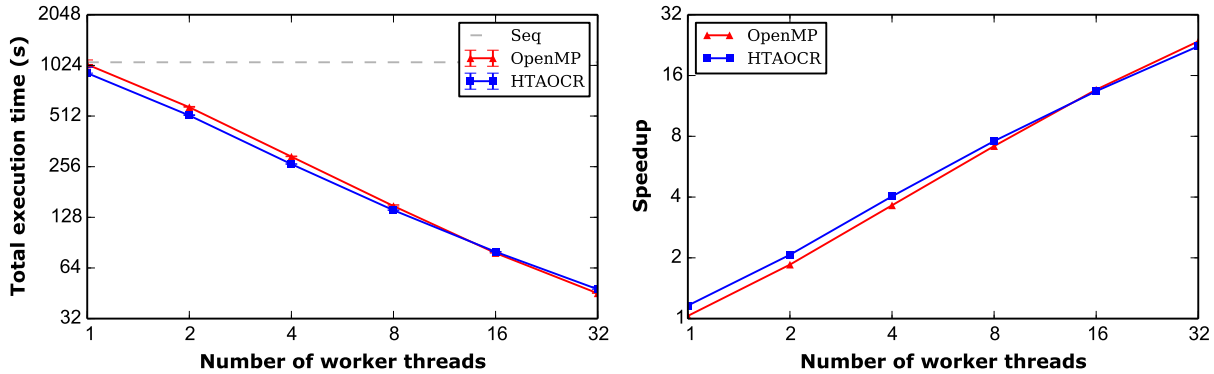 2048
1024
512
256
128
64
32
Total execution time (s)
Seq
OpenMP
HTAOCR
1 2 4 8 16 32
Number of worker threads
32
16
8
4
2
1
Speedup
OpenMP
HTAOCR
1 2 4 8 16 32
Number of worker threads